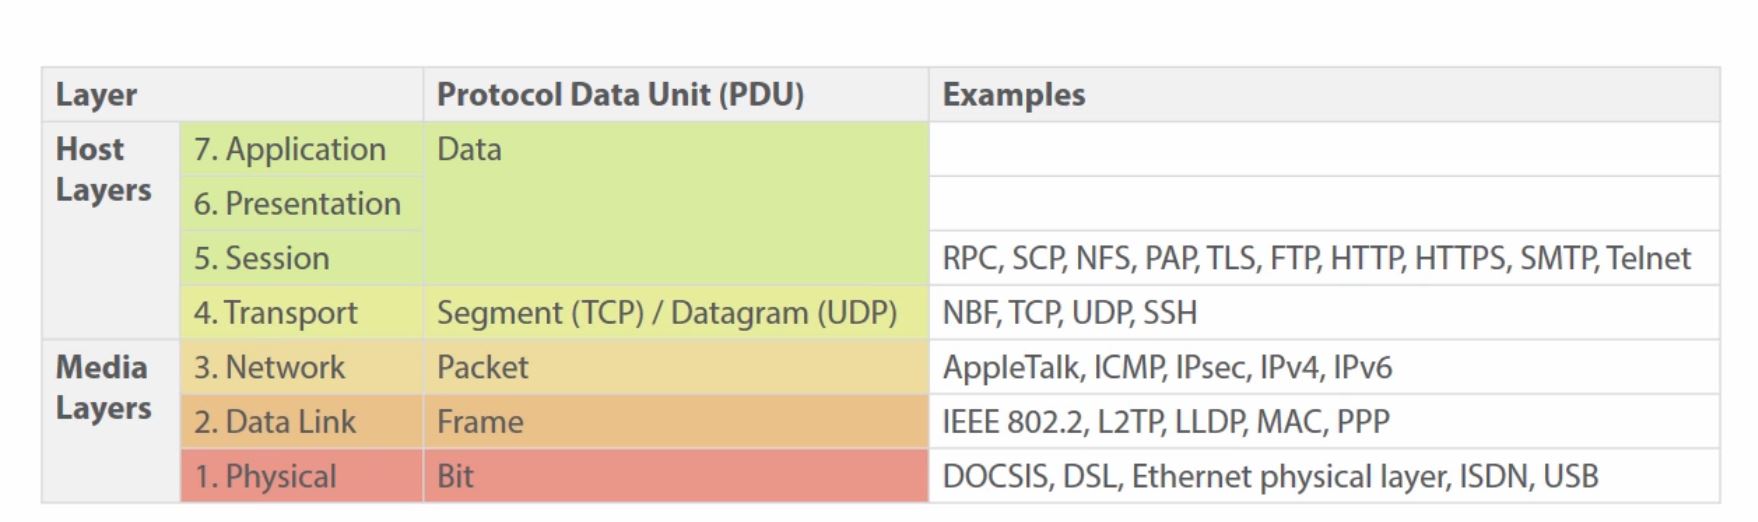 Layer Protocol Data Unit (PDU) Examples
Host Layers 7. Application Data
6. Presentation
5. Session RPC, SCP, NFS, PAP, TLS, FTP, HTTP, HTTPS, SMTP, Telnet
4. Transport Segment (TCP) / Datagram (UDP) NBF, TCP, UDP, SSH
Media Layers 3. Network Packet AppleTalk, ICMP, IPsec, IPv4, IPv6
2. Data Link Frame IEEE 802.2, L2TP, LLDP, MAC, PPP
1. Physical Bit DOCSIS, DSL, Ethernet physical layer, ISDN, USB